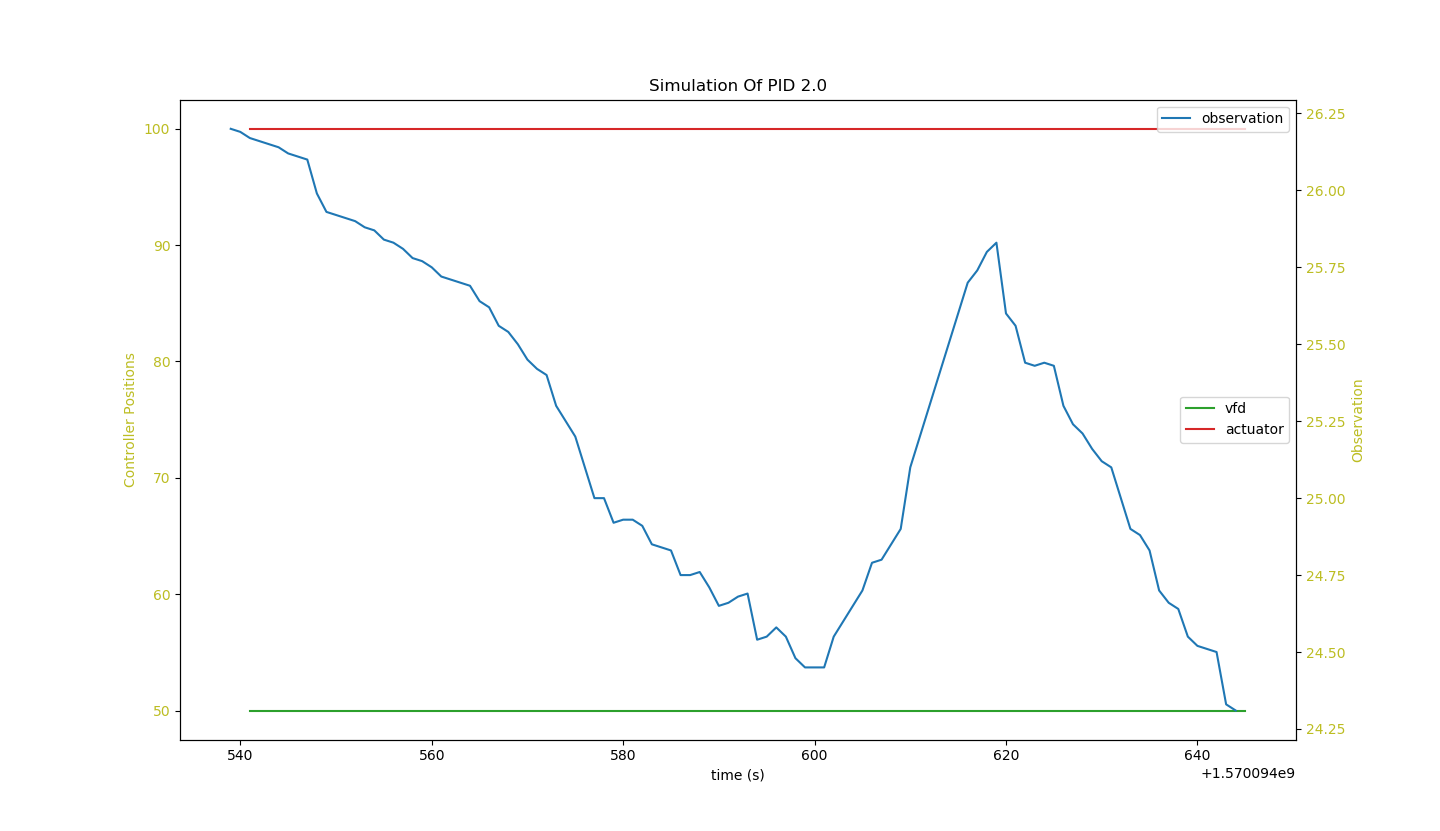 Simulation Of PID 2.0
observation
vfd
actuator
Controller Positions
100
90
80
70
60
50
26.25
26.00
25.75
25.50
25.25
25.00
24.75
24.50
24.25
Observation
540
560
580
600
620
640
time (s)
+1.570094e9